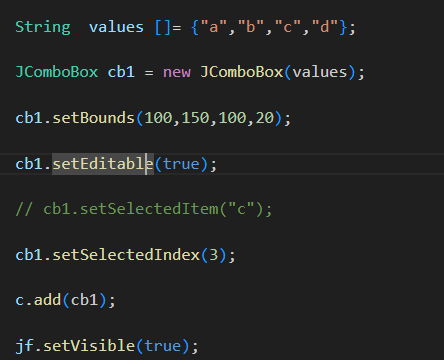 String  values []= {"a","b","c","d"};
JComboBox cb1 = new JComboBox(values);
cb1.setBounds(100,150,100,20);
cb1.setEditable(true);
// cb1.setSelectedItem("c");
cb1.setSelectedIndex(3);
c.add(cb1);
jf.setVisible(true);